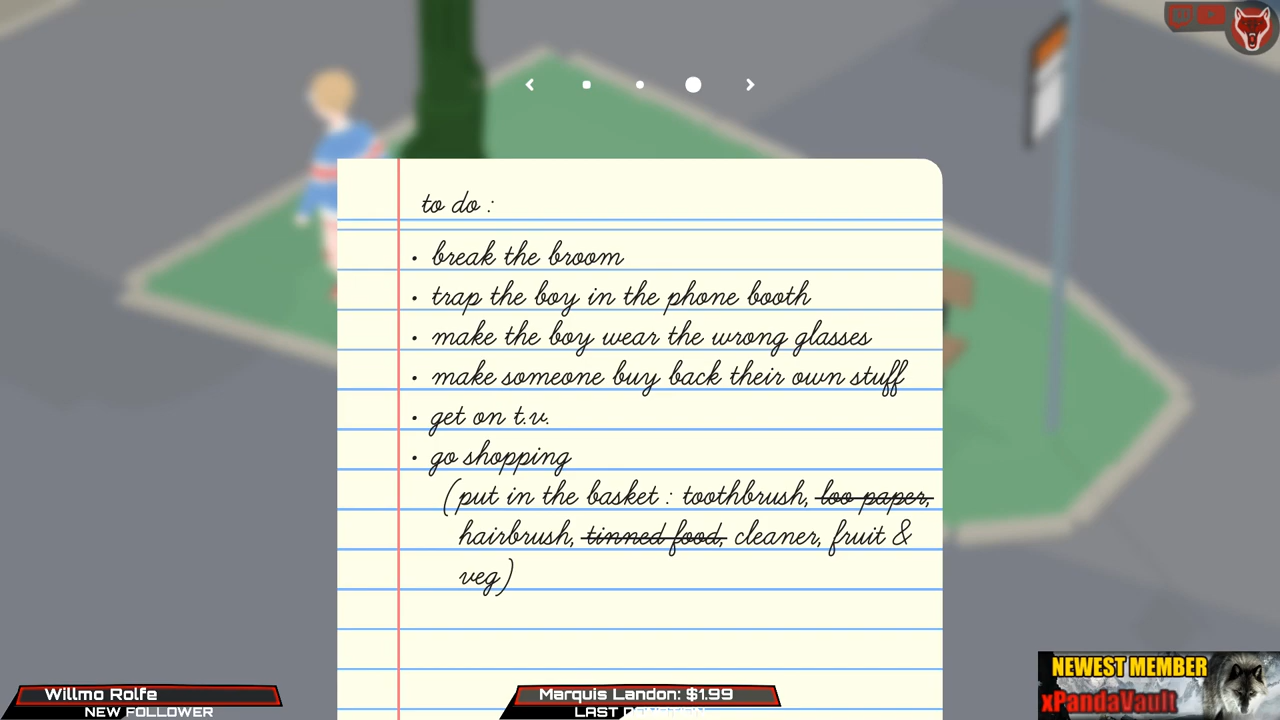 to do :
• break the broom
• trap the boy in the phone booth
• make the boy wear the wrong glasses
• make someone buy back their own stuff
• get on t.v.
• go shopping
(put in the basket : toothbrush, loo paper,
hairbrush, tinned food, cleaner, fruit &
veg)
Willmo Rolfe
NEW FOLLOWER
Marquis Landon: $1.99
LAST DONATION
NEWEST MEMBER
xPandaVault